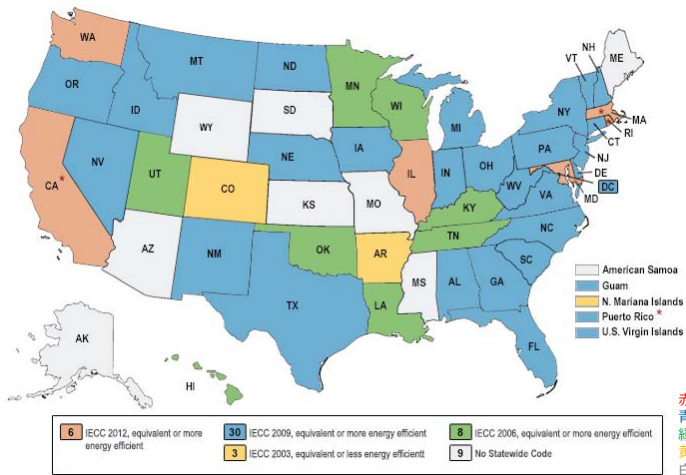 WA
MT
ND
MN
VT
NH
ME
OR
ID
SD
WI
MI
NY
MA
RI
CT
WY
NE
IA
PA
NJ
NV
UT
CO
IL
IN
OH
WV
VA
DE
DC
MD
CA*
KS
MO
KY
AZ
NM
OK
AR
TN
NC
SC
TX
LA
MS
AL
GA
FL
AK
HI
American Samoa
Guam
N. Mariana Islands
Puerto Rico *
U.S. Virgin Islands
6 IECC 2012, equivalent or more
energy efficient
30 IECC 2009, equivalent or more energy efficient
3 IECC 2003, equivalent or less energy efficient
8 IECC 2006, equivalent or more energy efficient
9 No Statewide Code